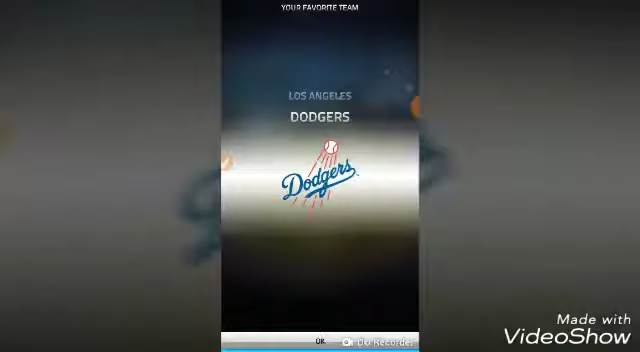 YOUR FAVORITE TEAM
LOS ANGELES
DODGERS
Dodgers
OK
DU Recorder
Made with
VideoShow